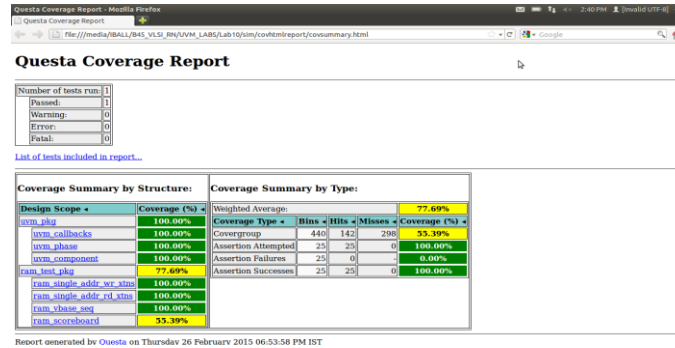 Questa Coverage Report - Mozilla Firefox
2:40 PM [Invalid UTF-8]
Questa Coverage Report
file:///media/IBALL/B4S_VLSI_RN/UVM_LABS/Lab10/sim/covhtmlreport/covsummary.html
Google
Questa Coverage Report
Number of tests run: 1
Passed: 1
Warning: 0
Error: 0
Fatal: 0
List of tests included in report...
Coverage Summary by Structure:
Design Scope Coverage (%)
uvm_pkg 100.00%
uvm_callbacks 100.00%
uvm_phase 100.00%
uvm_component 100.00%
ram_test_pkg 77.69%
ram_single_addr_wr_xtns 100.00%
ram_single_addr_rd_xtns 100.00%
ram_vbase_seq 100.00%
ram_scoreboard 55.39%
Coverage Summary by Type:
Weighted Average: 77.69%
Coverage Type Bins Hits Misses Coverage (%)
Covergroup 440 142 298 55.39%
Assertion Attempted 25 25 0 100.00%
Assertion Failures 25 0 - 0.00%
Assertion Successes 25 25 0 100.00%
Report generated by Questa on Thursday 26 February 2015 06:53:58 PM IST